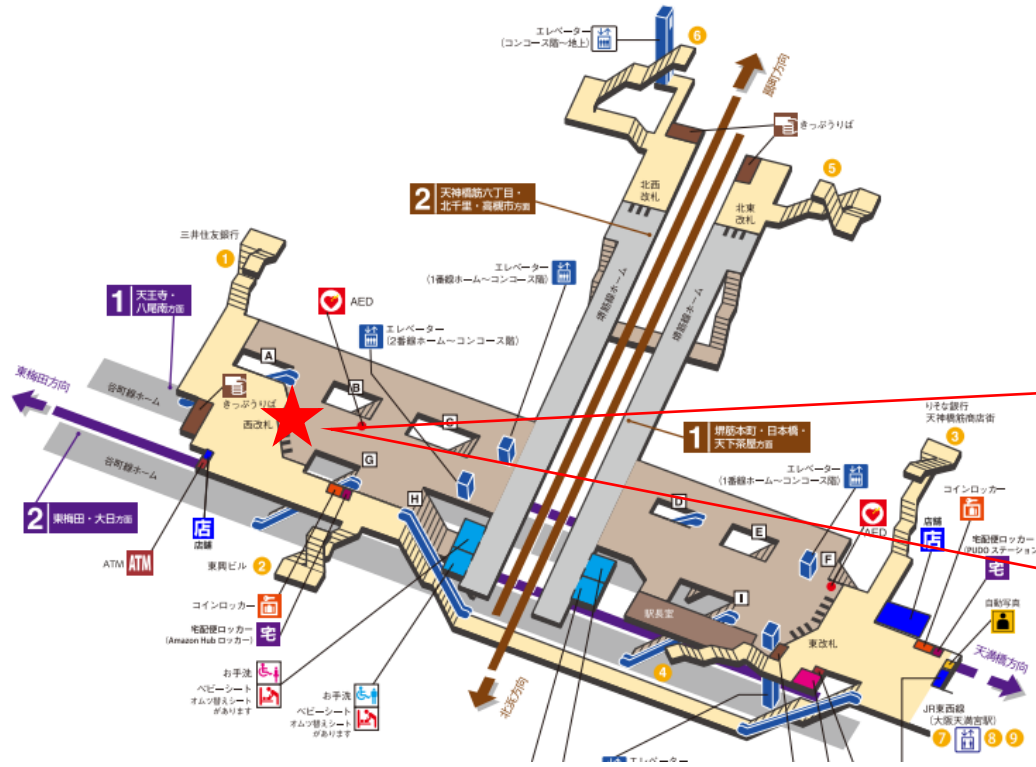 エレベーター
(コンコース階～地上)
6
扇町方向
きっぷうりば
5
北西
改札
北東
改札
2 天神橋筋六丁目・
北千里・高槻市方面
三井住友銀行
1
エレベーター
(1番線ホーム～コンコース階)
堺筋線ホーム
堺筋線ホーム
1 天王寺・
八尾南方面
AED
エレベーター
(2番線ホーム～コンコース階)
東梅田方向
谷町線ホーム
A
B
C
きっぷうりば
西改札
G
H
谷町線ホーム
1 堺筋本町・日本橋・
天下茶屋方面
りそな銀行
天神橋筋商店街
3
エレベーター
(1番線ホーム～コンコース階)
コインロッカー
D
E
F
AED
店舗
店
宅配便ロッカー
(PUDOステーション
宅
2 東梅田・大日方面
店
店舗
ATM ATM
東興ビル 2
コインロッカー
宅配便ロッカー
(Amazon Hub ロッカー)
宅
I
駅長室
東改札
自動写真
天満橋方向
4
お手洗
ベビーシート
オムツ替えシート
があります
お手洗
ベビーシート
オムツ替えシート
があります
北浜方向
JR東西線
(大阪天満宮駅)
7 8 9
エレベーター